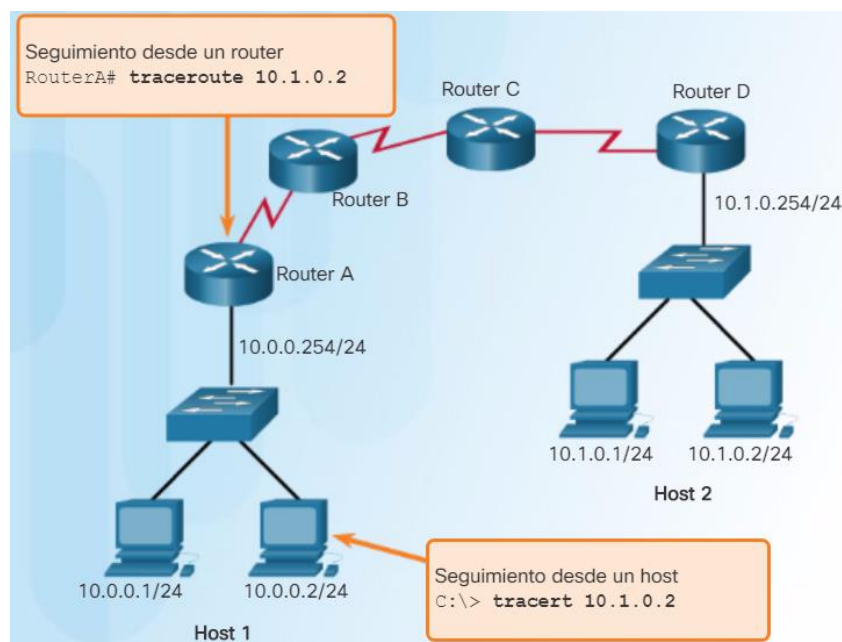 Seguimiento desde un router
RouterA# traceroute 10.1.0.2
Router C
Router D
Router B
10.1.0.254/24
Router A
10.0.0.254/24
10.1.0.1/24
10.1.0.2/24
Host 2
Seguimiento desde un host
C:\> tracert 10.1.0.2
10.0.0.1/24
10.0.0.2/24
Host 1